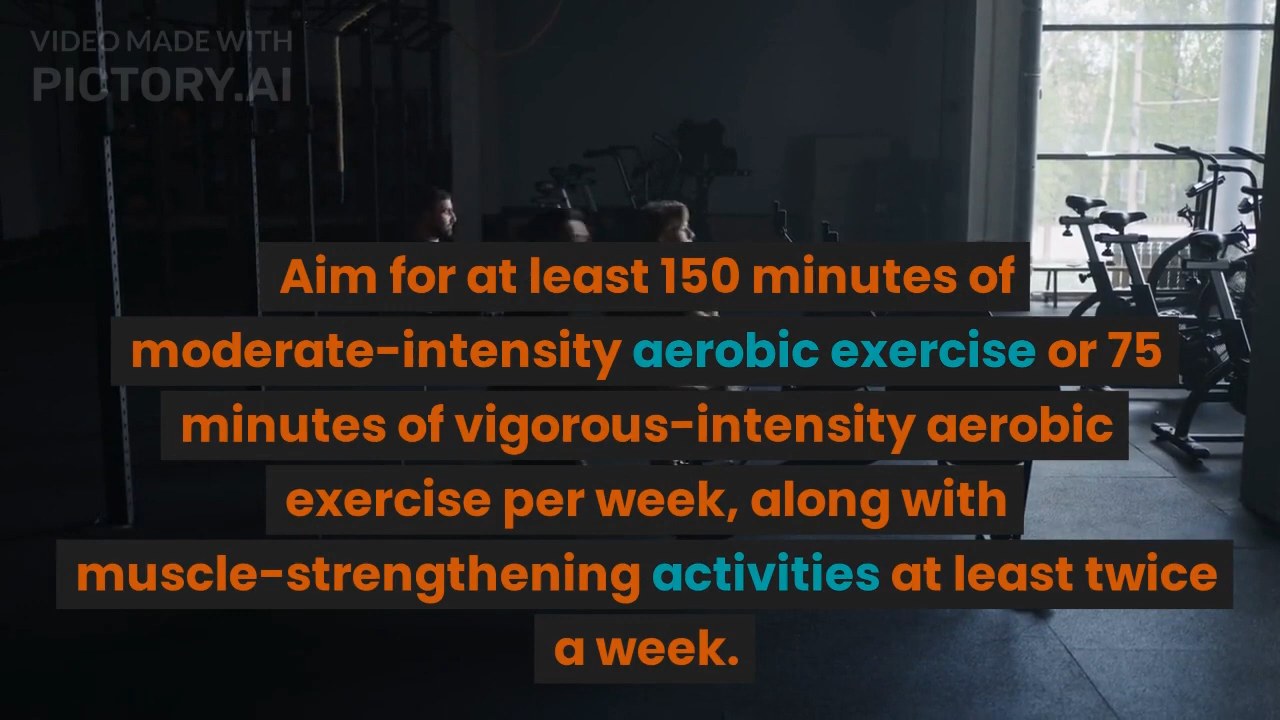 VIDEO MADE WITH
PICTORY.AI
Aim for at least 150 minutes of
moderate-intensity aerobic exercise or 75
minutes of vigorous-intensity aerobic
exercise per week, along with
muscle-strengthening activities at least twice
a week.